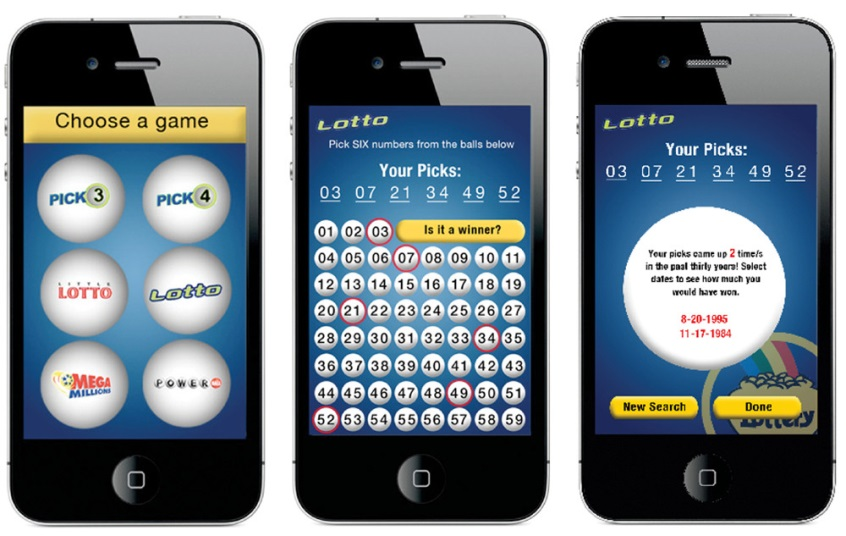 Choose a game
PICK 3
PICK 4
LITTLE
LOTTO
Lotto
MEGA
MILLIONS
POWER
Lotto
Pick SIX numbers from the balls below
Your Picks:
03 07 21 34 49 52
01 02 03 Is it a winner?
04 05 06 07 08 09 10 11
12 13 14 15 16 17 18 19
20 21 22 23 24 25 26 27
28 29 30 31 32 33 34 35
36 37 38 39 40 41 42 43
44 45 46 47 48 49 50 51
52 53 54 55 56 57 58 59
Lotto
Your Picks:
03 07 21 34 49 52
Your picks came up 2 time/s
in the past thirty years! Select
dates to see how much you
would have won.
8-20-1995
11-17-1984
New Search Done
Lottery